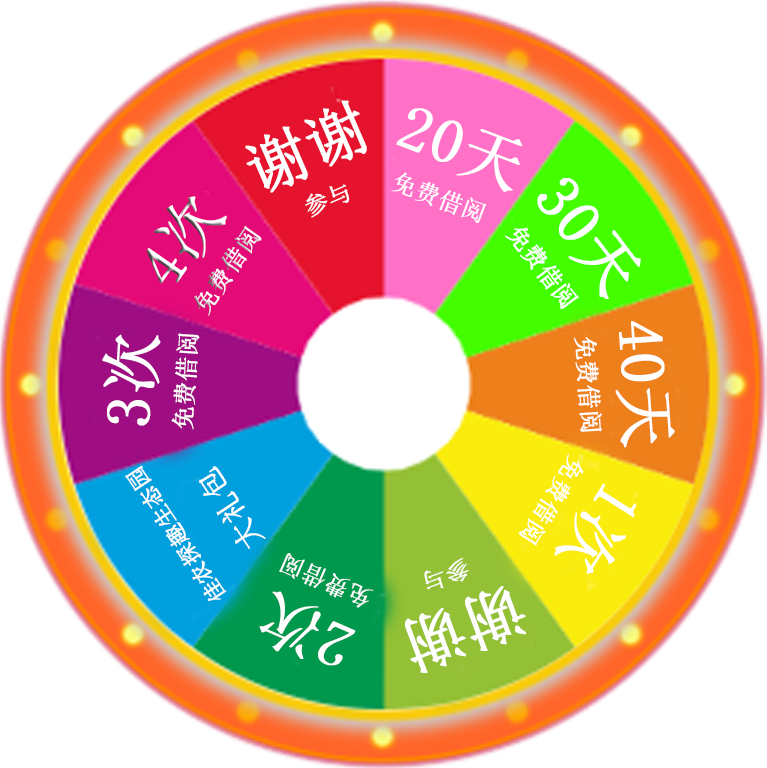 20天
免费借阅
30天
免费借阅
40天
免费借阅
1次
免费借阅
谢谢
参与
2次
免费借阅
佳农探趣生态园
大礼包
3次
免费借阅
4次
免费借阅
谢谢
参与